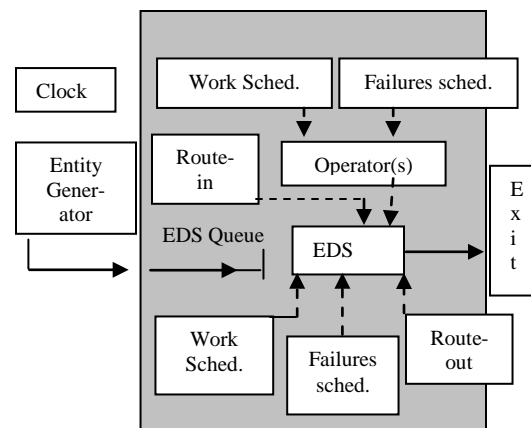 Work Sched.
Failures sched.
Clock
Entity
Gener-
ator
Route-
in
Operator(s)
E
x
i
t
EDS Queue
EDS
Work
Sched.
Failures
sched.
Route-
out